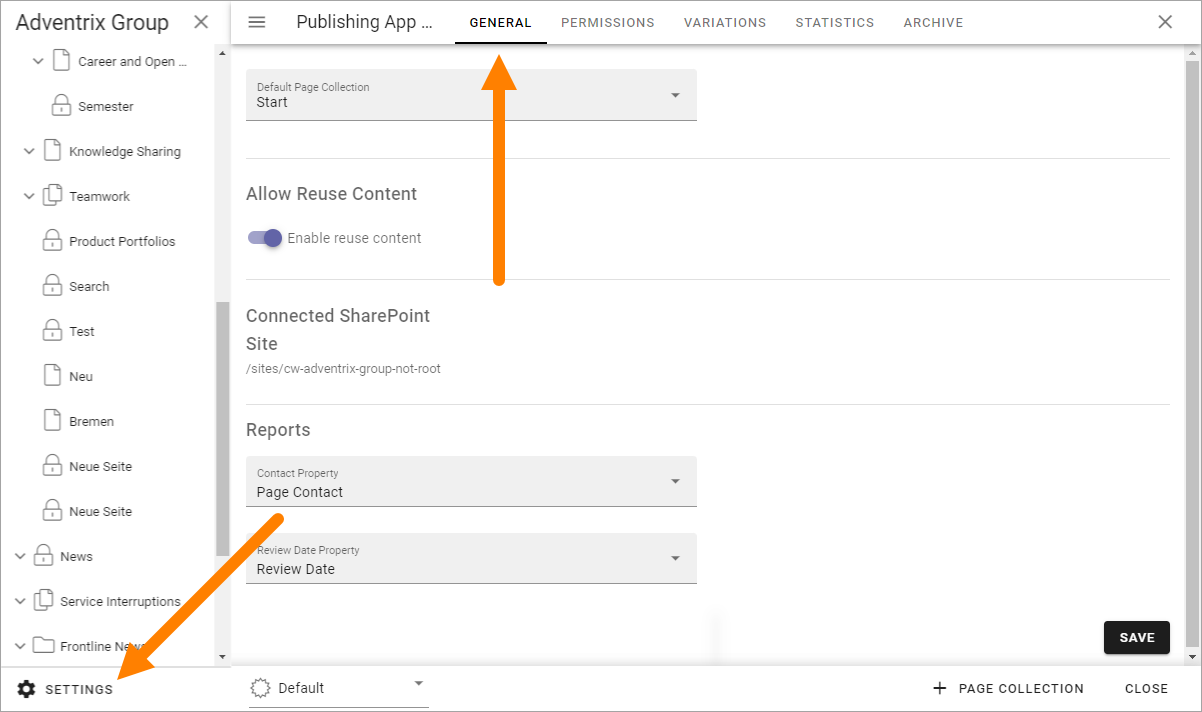 Adventrix Group
Career and Open ...
Semester
Knowledge Sharing
Teamwork
Product Portfolios
Search
Test
Neu
Bremen
Neue Seite
Neue Seite
News
Service Interruptions
Frontline News
SETTINGS
Publishing App ...
GENERAL PERMISSIONS VARIATIONS STATISTICS ARCHIVE
Default Page Collection
Start
Allow Reuse Content
Enable reuse content
Connected SharePoint
Site
/sites/cw-adventrix-group-not-root
Reports
Contact Property
Page Contact
Review Date Property
Review Date
SAVE
Default
PAGE COLLECTION CLOSE